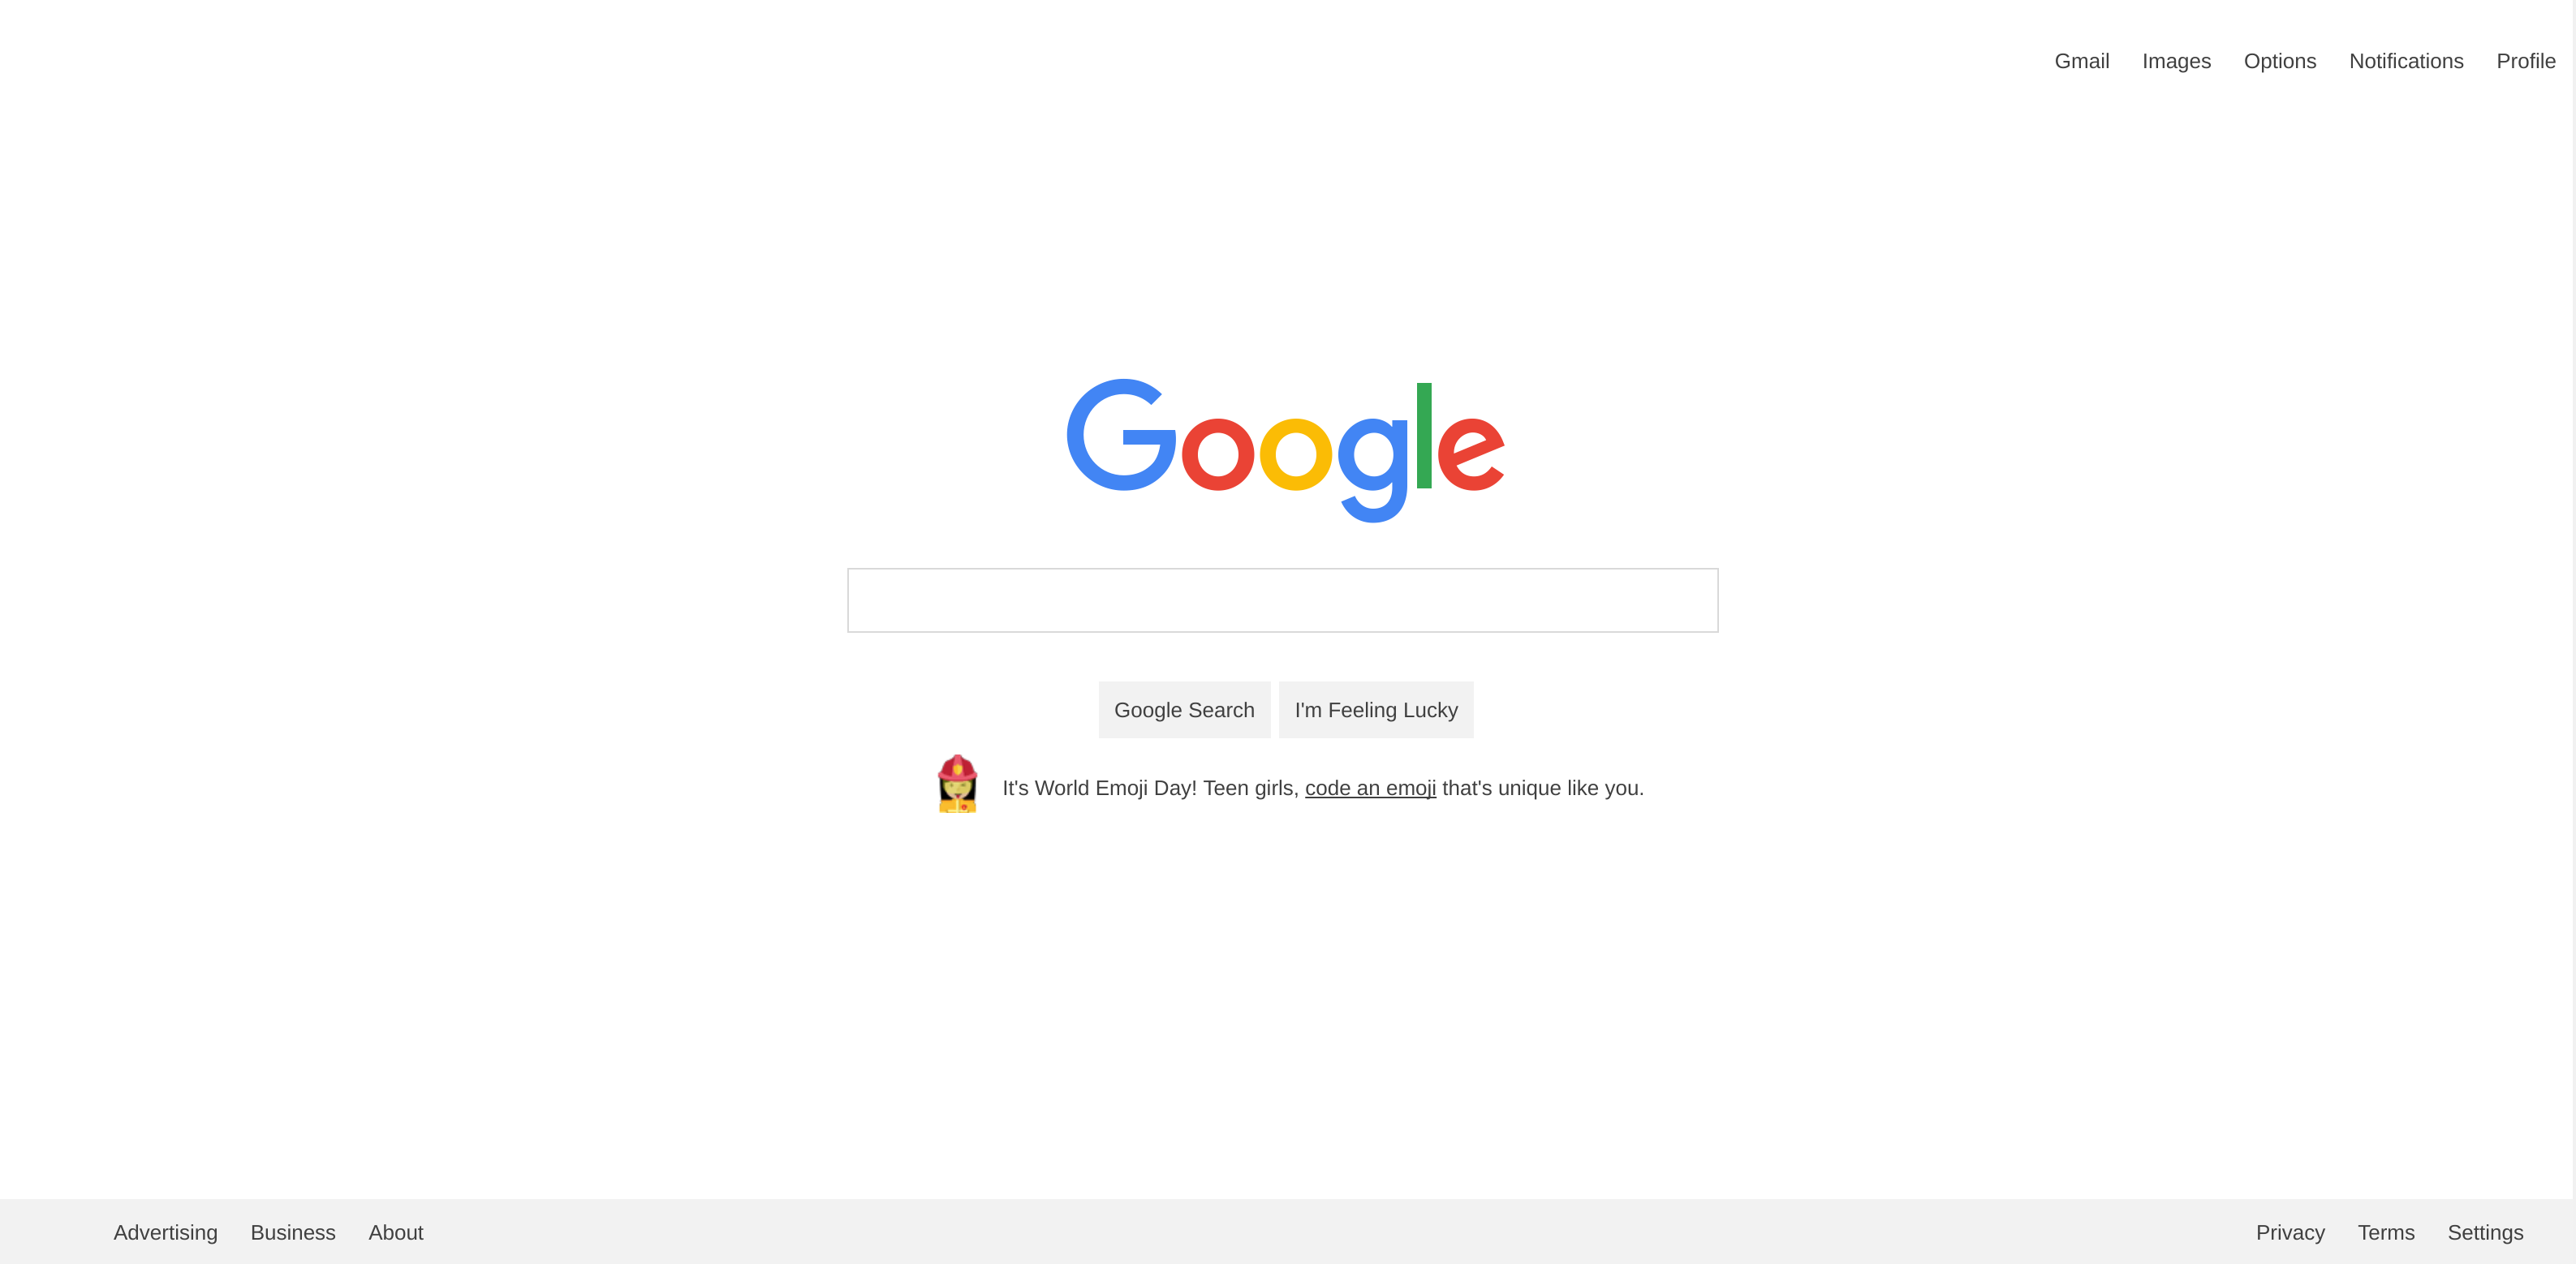 Gmail Images Options Notifications Profile
Google
Google Search I'm Feeling Lucky
It's World Emoji Day! Teen girls, code an emoji that's unique like you.
Advertising Business About Privacy Terms Settings